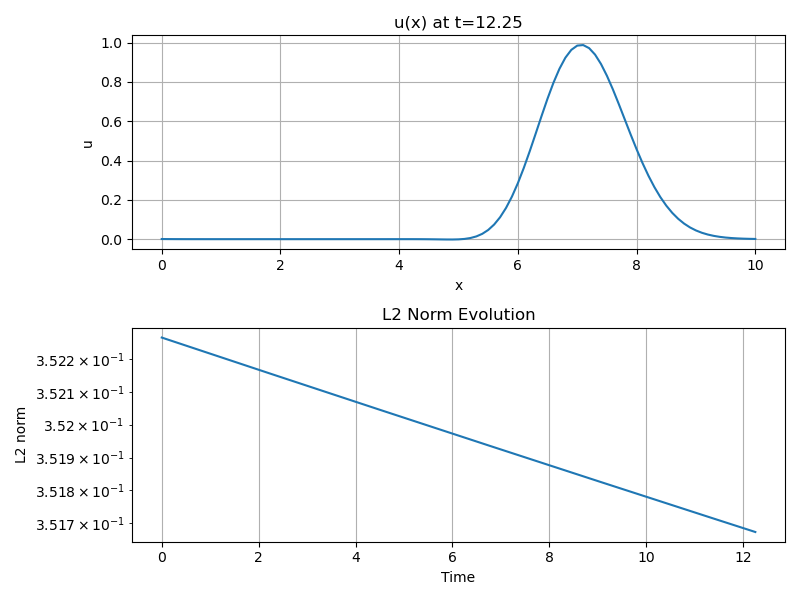 u(x) at t=12.25
u
1.0
0.8
0.6
0.4
0.2
0.0
0 2 4 6 8 10
x
L2 Norm Evolution
L2 norm
3.522 × 10⁻¹
3.521 × 10⁻¹
3.52 × 10⁻¹
3.519 × 10⁻¹
3.518 × 10⁻¹
3.517 × 10⁻¹
0 2 4 6 8 10 12
Time